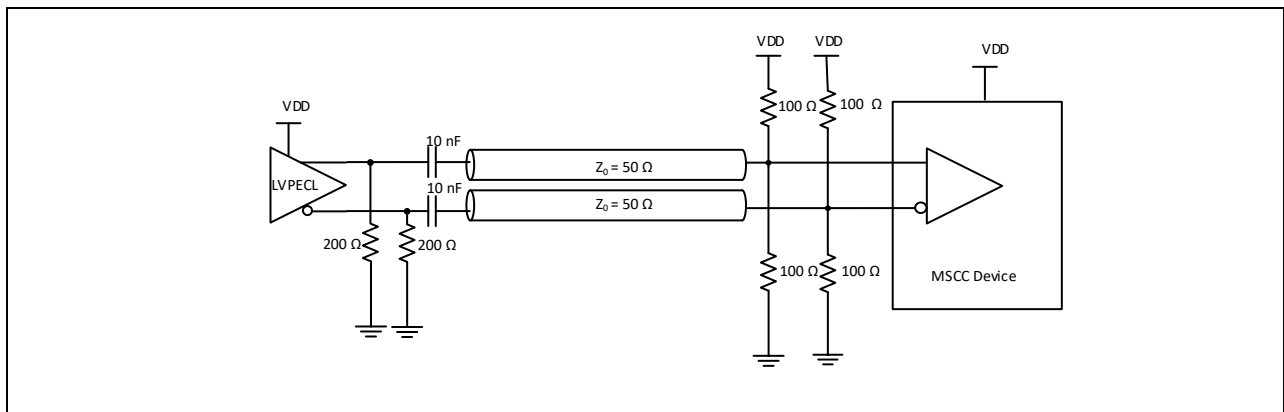 VDD
VDD
VDD
VDD
100 Ω
100 Ω
10 nF
LVPECL
Z0 = 50 Ω
10 nF
Z0 = 50 Ω
200 Ω
200 Ω
100 Ω
100 Ω
MSCC Device